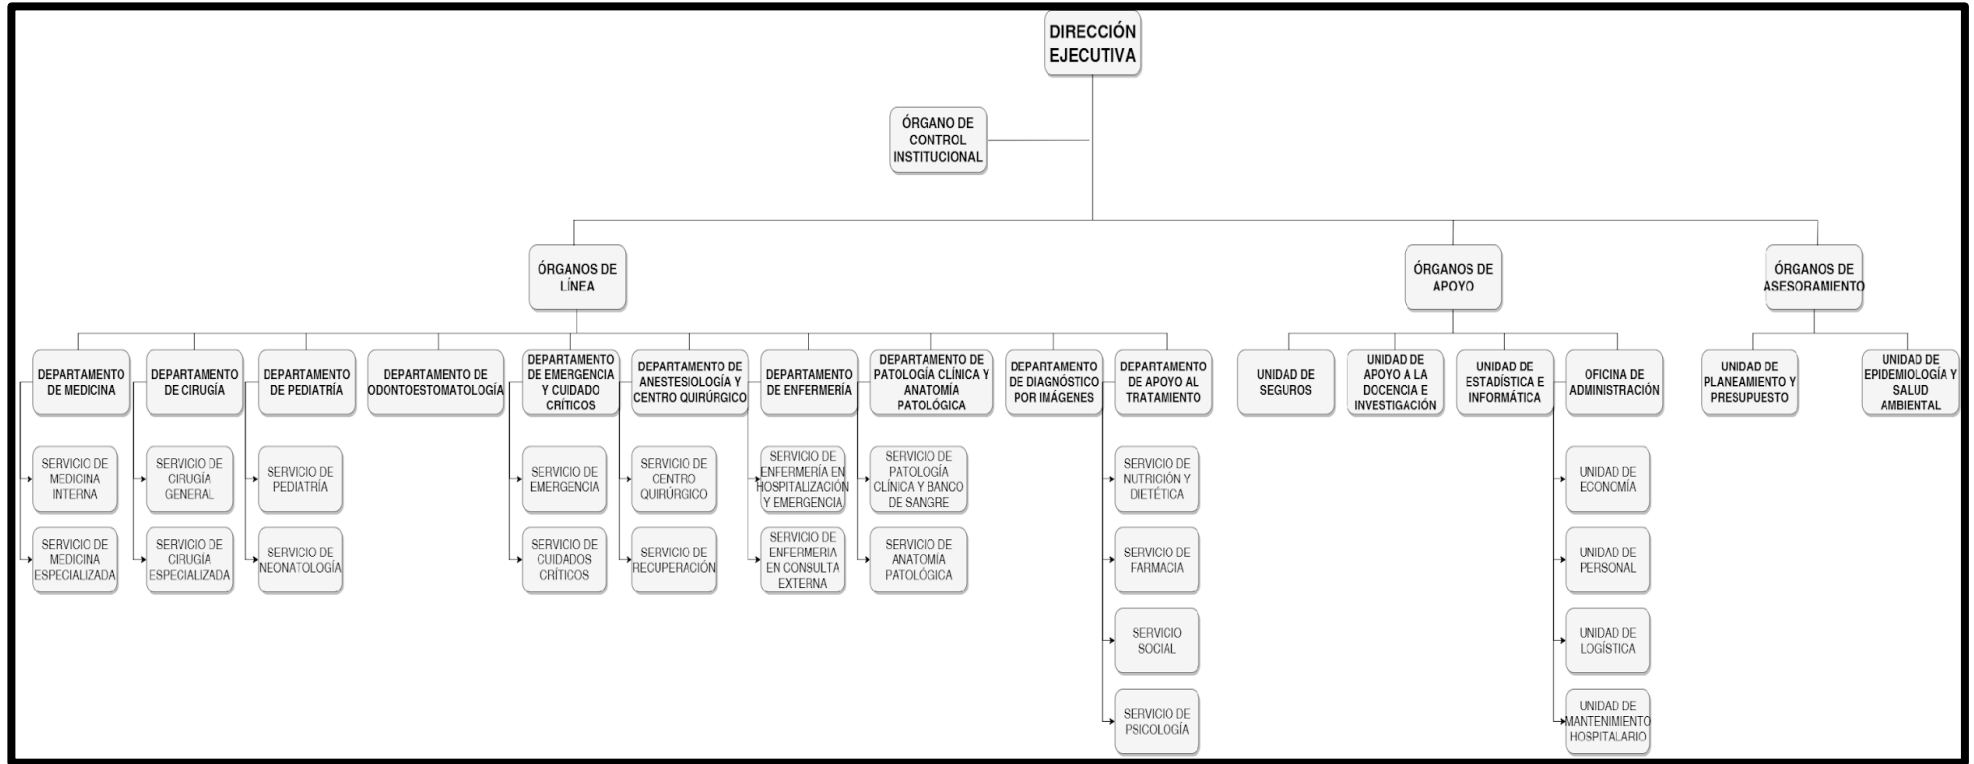 DIRECCIÓN
EJECUTIVA
ÓRGANO DE
CONTROL
INSTITUCIONAL
ÓRGANOS DE
LÍNEA
ÓRGANOS DE
APOYO
ÓRGANOS DE
ASESORAMIENTO
DEPARTAMENTO
DE MEDICINA
DEPARTAMENTO
DE CIRUGÍA
DEPARTAMENTO
DE PEDIATRÍA
DEPARTAMENTO DE
ODONTOESTOMATOLOGÍA
DEPARTAMENTO
DE EMERGENCIA
Y CUIDADO
CRÍTICOS
DEPARTAMENTO DE
ANESTESIOLOGÍA Y
CENTRO QUIRÚRGICO
DEPARTAMENTO
DE ENFERMERÍA
DEPARTAMENTO DE
PATOLOGÍA CLÍNICA Y
ANATOMÍA
PATOLÓGICA
DEPARTAMENTO
DE DIAGNÓSTICO
POR IMÁGENES
DEPARTAMENTO
DE APOYO AL
TRATAMIENTO
UNIDAD DE
SEGUROS
UNIDAD DE
APOYO A LA
DOCENCIA E
INVESTIGACIÓN
UNIDAD DE
ESTADÍSTICA E
INFORMÁTICA
OFICINA DE
ADMINISTRACIÓN
UNIDAD DE
PLANEAMIENTO Y
PRESUPUESTO
UNIDAD DE
EPIDEMIOLOGÍA Y
SALUD
AMBIENTAL
SERVICIO DE
MEDICINA
INTERNA
SERVICIO DE
CIRUGÍA
GENERAL
SERVICIO DE
PEDIATRÍA
SERVICIO DE
EMERGENCIA
SERVICIO DE
CENTRO
QUIRÚRGICO
SERVICIO DE
ENFERMERÍA EN
HOSPITALIZACIÓN
Y EMERGENCIA
SERVICIO DE
PATOLOGÍA
CLÍNICA Y BANCO
DE SANGRE
SERVICIO DE
NUTRICIÓN Y
DIETÉTICA
UNIDAD DE
ECONOMÍA
SERVICIO DE
MEDICINA
ESPECIALIZADA
SERVICIO DE
CIRUGÍA
ESPECIALIZADA
SERVICIO DE
NEONATOLOGÍA
SERVICIO DE
CUIDADOS
CRÍTICOS
SERVICIO DE
RECUPERACIÓN
SERVICIO DE
ENFERMERIA
EN CONSULTA
EXTERNA
SERVICIO DE
ANATOMÍA
PATOLÓGICA
SERVICIO DE
FARMACIA
UNIDAD DE
PERSONAL
SERVICIO
SOCIAL
UNIDAD DE
LOGÍSTICA
SERVICIO DE
PSICOLOGÍA
UNIDAD DE
MANTENIMIENTO
HOSPITALARIO